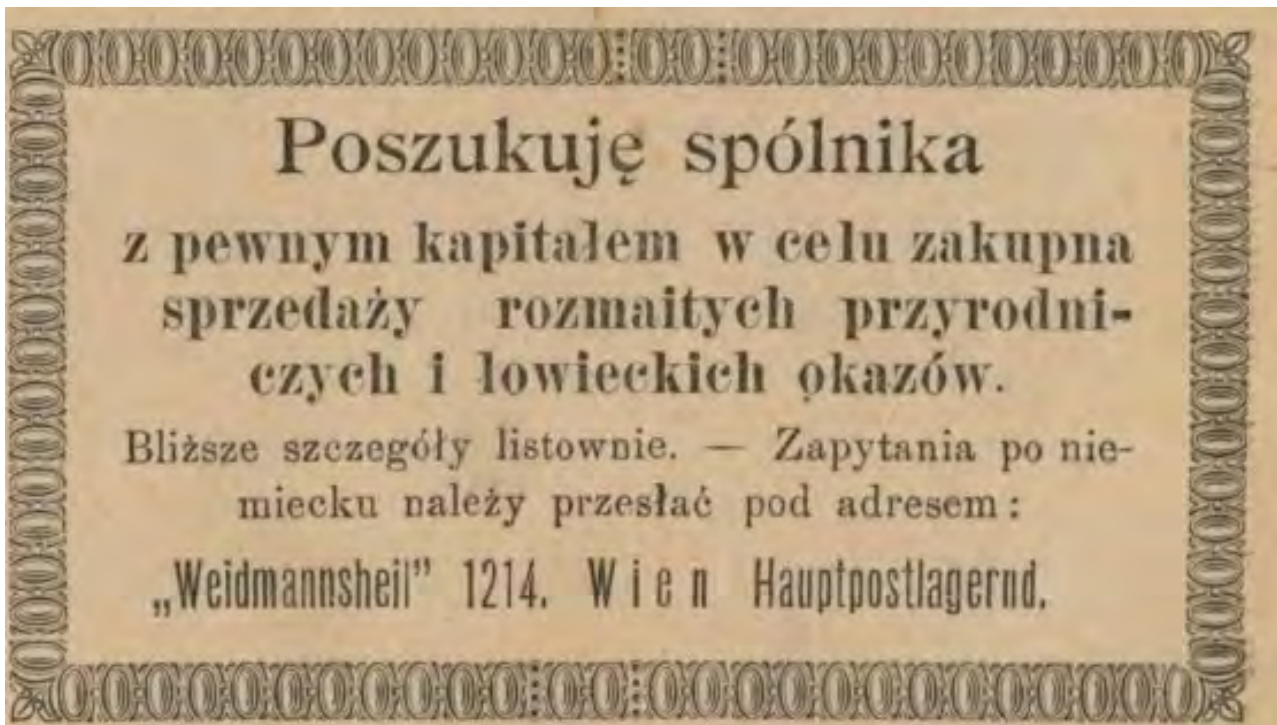 Poszukuję spólnika
z pewnym kapitałem w celu zakupna
sprzedaży rozmaitych przyrodni-
czych i łowieckich okazów.
Bliższe szczegóły listownie. — Zapytania po nie-
miecku należy przesłać pod adresem:
„Weidmannsheil” 1214. Wien Hauptpostlagernd.